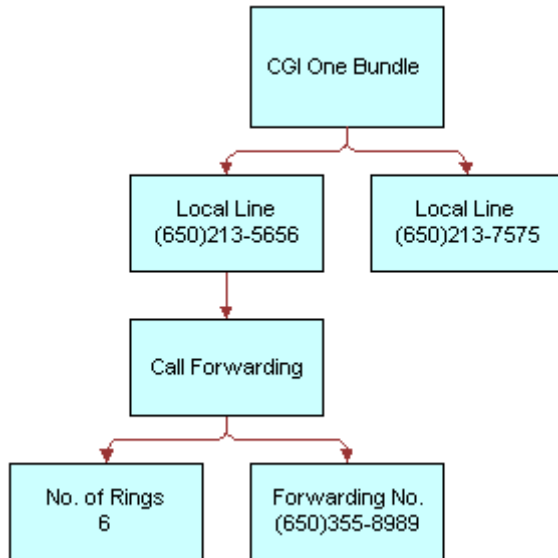 CGI One Bundle
Local Line
(650)213-5656
Local Line
(650)213-7575
Call Forwarding
No. of Rings
6
Forwarding No.
(650)355-8989